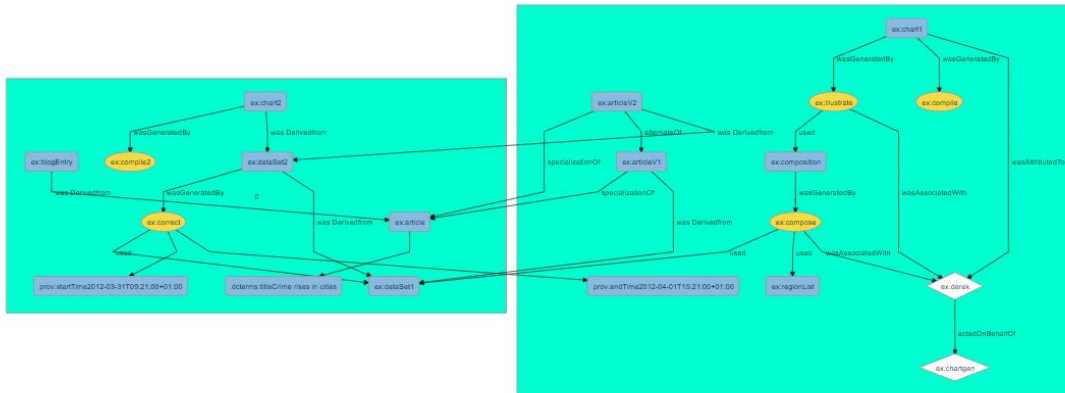 ex:chart1
wasGeneratedBy
wasGeneratedBy
ex:chart2
ex:articleV2
ex:illustrate
ex:compile
wasGeneratedBy
was Derivedfrom
alternateOf
was Derivedfrom
used
ex:compile2
ex:blogEntry
ex:dataSet2
specializationOf
ex:articleV1
ex:composition
wasAttributedTo
was Derivedfrom
wasGeneratedBy
0
specializationOf
wasGeneratedBy
wasAssociatedWith
ex:correct
was Derivedfrom
ex:article
was Derivedfrom
ex:compose
used
used
used
wasAssociatedWith
prov:startTime2012-03-31T09:21:00+01:00
dcterms:titleCrime rises in cities
ex:dataSet1
prov:endTime2012-04-01T15:21:00+01:00
ex:regionList
ex:derek
actedOnBehalfOf
ex:chartgen